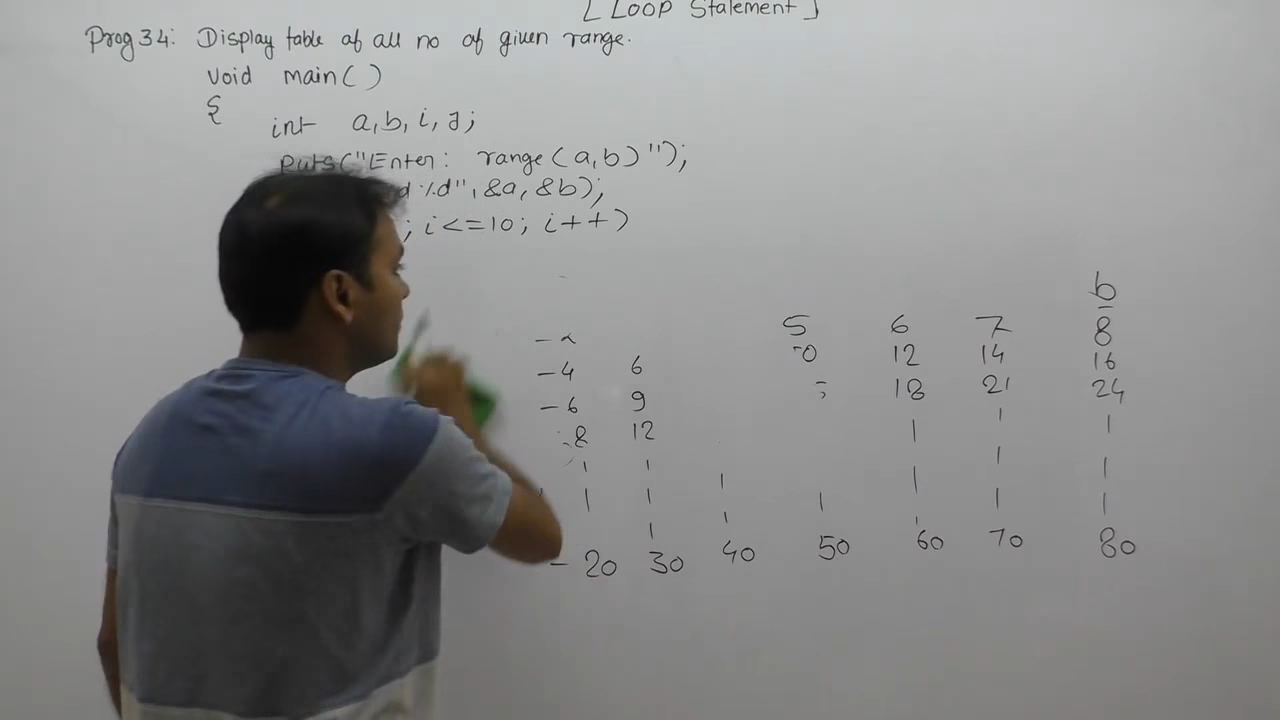 [ Loop Statement ]
Prog 34: Display table of all no of given range.
void main( )
{
int a, b, i, j;
puts("Enter: range(a,b)");
d %d", &a, &b);
; i<=10; i++)
b
5 6 7 8
0 12 14 16
18 21 24
- 4 6
- 6 9
8 12
- 20 30 40 50 60 70 80